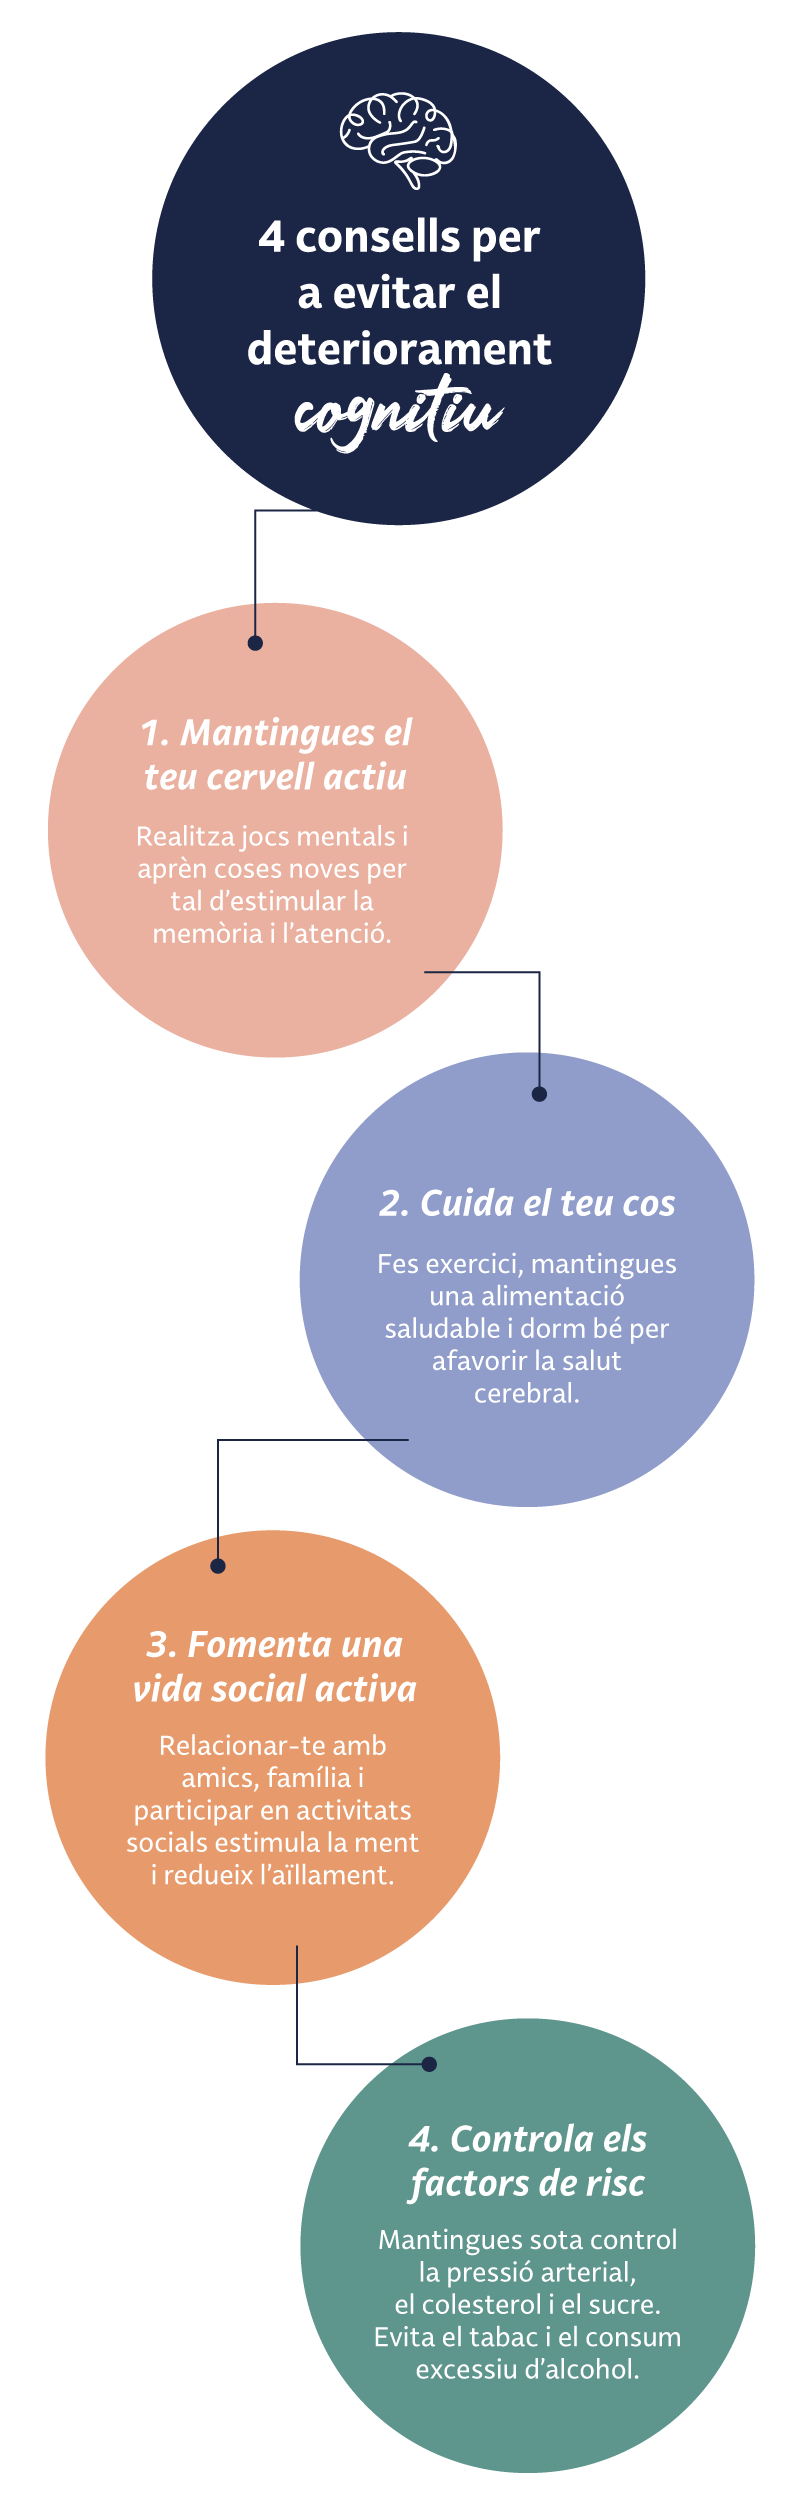 4 consells per
a evitar el
deteriorament
cognitiu
1. Mantingues el
teu cervell actiu
Realitza jocs mentals i
aprèn coses noves per
tal d’estimular la
memòria i l’atenció.
2. Cuida el teu cos
Fes exercici, mantingues
una alimentació
saludable i dorm bé per
afavorir la salut
cerebral.
3. Fomenta una
vida social activa
Relacionar-te amb
amics, família i
participar en activitats
socials estimula la ment
i redueix l’aïllament.
4. Controla els
factors de risc
Mantingues sota control
la pressió arterial,
el colesterol i el sucre.
Evita el tabac i el consum
excessiu d’alcohol.